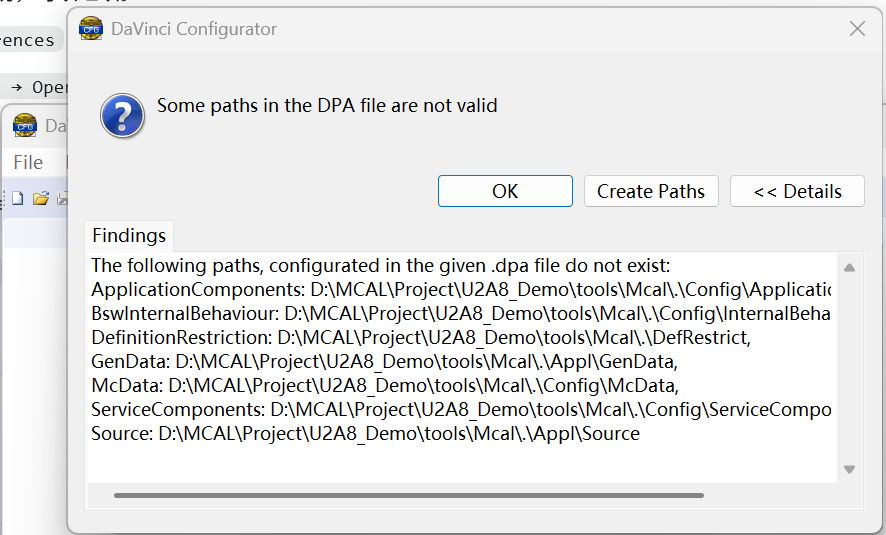 ences
DaVinci Configurator
→ Open
Some paths in the DPA file are not valid
File
OK
Create Paths
<< Details
Findings
The following paths, configurated in the given .dpa file do not exist:
ApplicationComponents: D:\MCAL\Project\U2A8_Demo\tools\Mcal\.\Config\Applicatio
BswInternalBehaviour: D:\MCAL\Project\U2A8_Demo\tools\Mcal\.\Config\InternalBeha
DefinitionRestriction: D:\MCAL\Project\U2A8_Demo\tools\Mcal\.\DefRestrict,
GenData: D:\MCAL\Project\U2A8_Demo\tools\Mcal\.\Appl\GenData,
McData: D:\MCAL\Project\U2A8_Demo\tools\Mcal\.\Config\McData,
ServiceComponents: D:\MCAL\Project\U2A8_Demo\tools\Mcal\.\Config\ServiceCompo
Source: D:\MCAL\Project\U2A8_Demo\tools\Mcal\.\Appl\Source